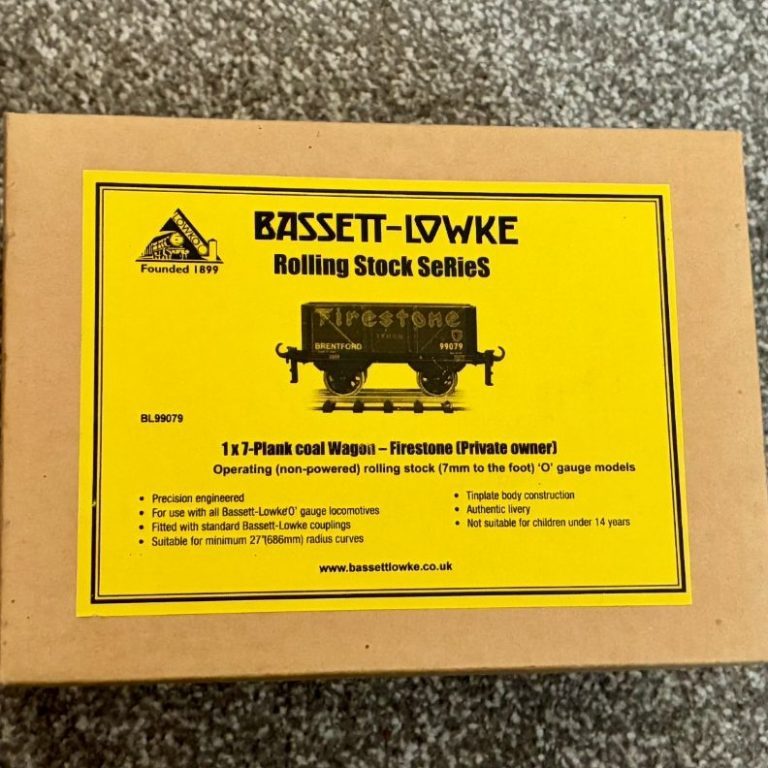 LOWKO
Founded 1899
BASSETT-LOWKE
Rolling Stock SeRieS
Firestone
TYRES
BRENTFORD
99079
BL99079
1 x 7-Plank coal Wagon – Firestone (Private owner)
Operating (non-powered) rolling stock (7mm to the foot) ‘O’ gauge models
• Precision engineered
• For use with all Bassett-Lowke‘O’ gauge locomotives
• Fitted with standard Bassett-Lowke couplings
• Suitable for minimum 27"(686mm) radius curves
• Tinplate body construction
• Authentic livery
• Not suitable for children under 14 years
www.bassettlowke.co.uk